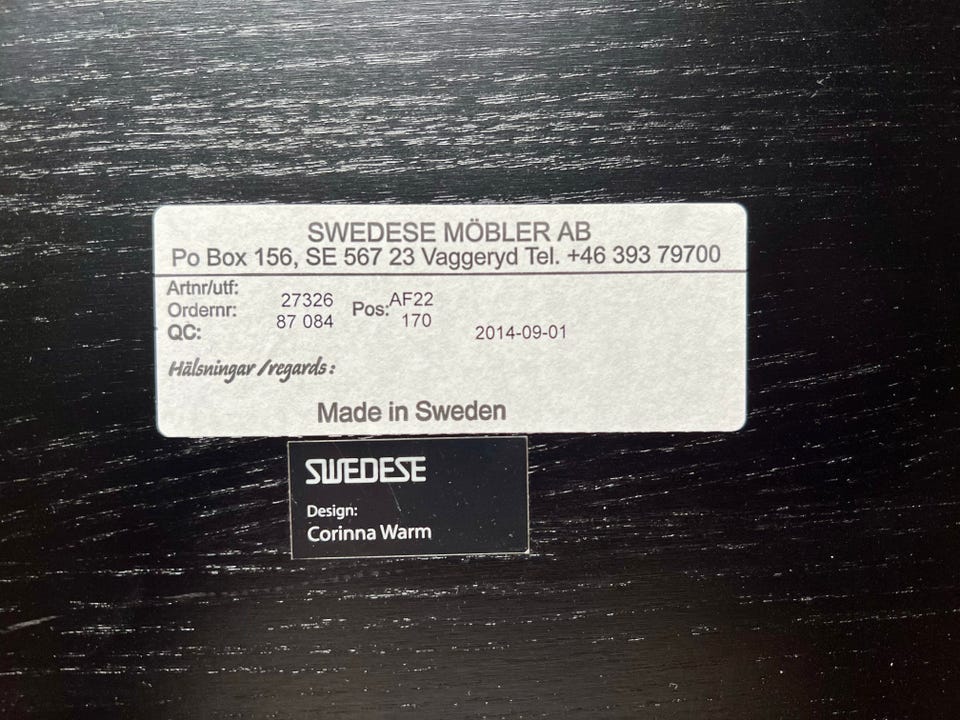 SWEDESE MÖBLER AB
Po Box 156, SE 567 23 Vaggeryd Tel. +46 393 79700
Artnr/utf: 27326 AF22
Ordernr: 87 084 Pos: 170
QC: 2014-09-01
Hälsningar/regards:
Made in Sweden
SWEDESE
Design:
Corinna Warm